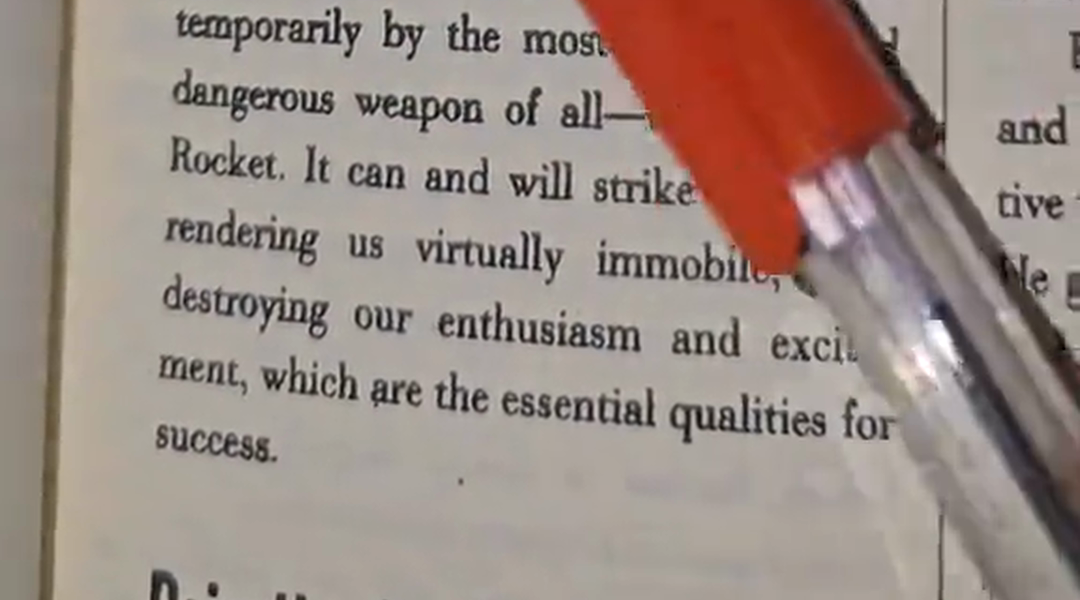 temporarily by the most
dangerous weapon of all—
Rocket. It can and will strike
rendering us virtually immobile,
destroying our enthusiasm and
ment, which are the essential qualities for
success.
and
tive